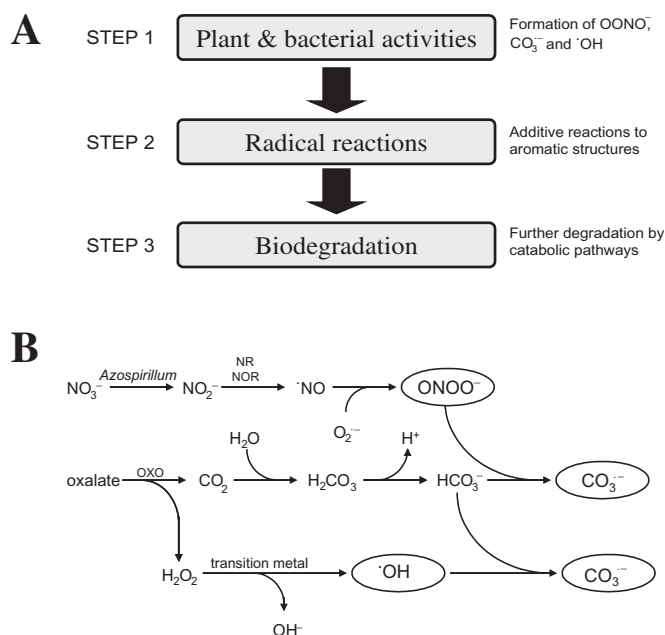 A
STEP 1
Plant & bacterial activities
Formation of OONO⁻,
CO₃˙⁻ and ˙OH
STEP 2
Radical reactions
Additive reactions to
aromatic structures
STEP 3
Biodegradation
Further degradation by
catabolic pathways
B
NO₃⁻
Azospirillum
NO₂⁻
NR
NOR
˙NO
ONOO⁻
O₂˙⁻
H₂O
H⁺
oxalate
OXO
CO₂
H₂CO₃
HCO₃⁻
CO₃˙⁻
H₂O₂
transition metal
˙OH
CO₃˙⁻
OH⁻